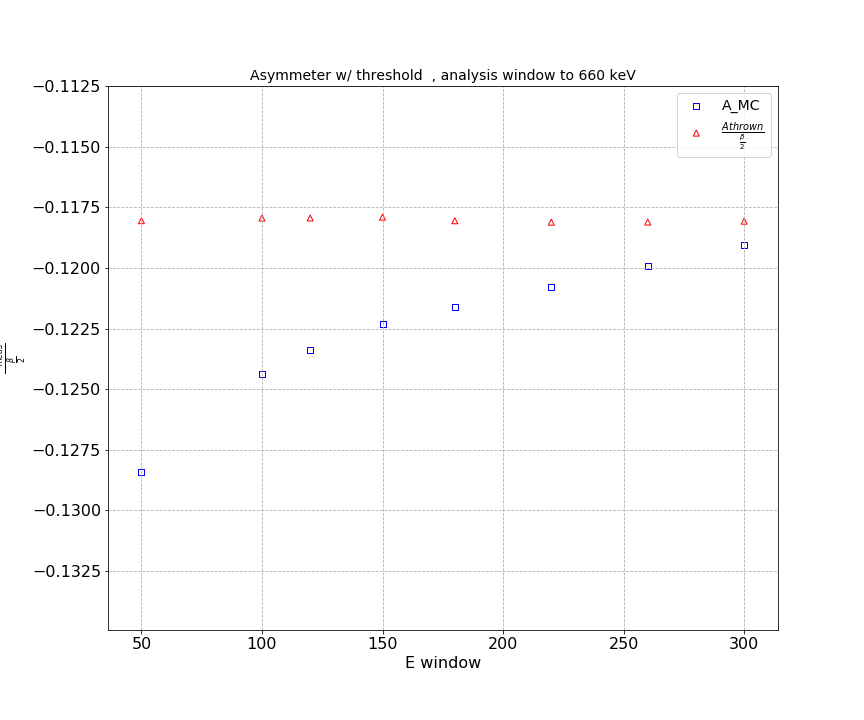 Asymmeter w/ threshold , analysis window to 660 keV
−0.1125
−0.1150
−0.1175
−0.1200
−0.1225
−0.1250
−0.1275
−0.1300
−0.1325
A_MC
Athrown
β
2
β
2
50
100
150
200
250
300
E window